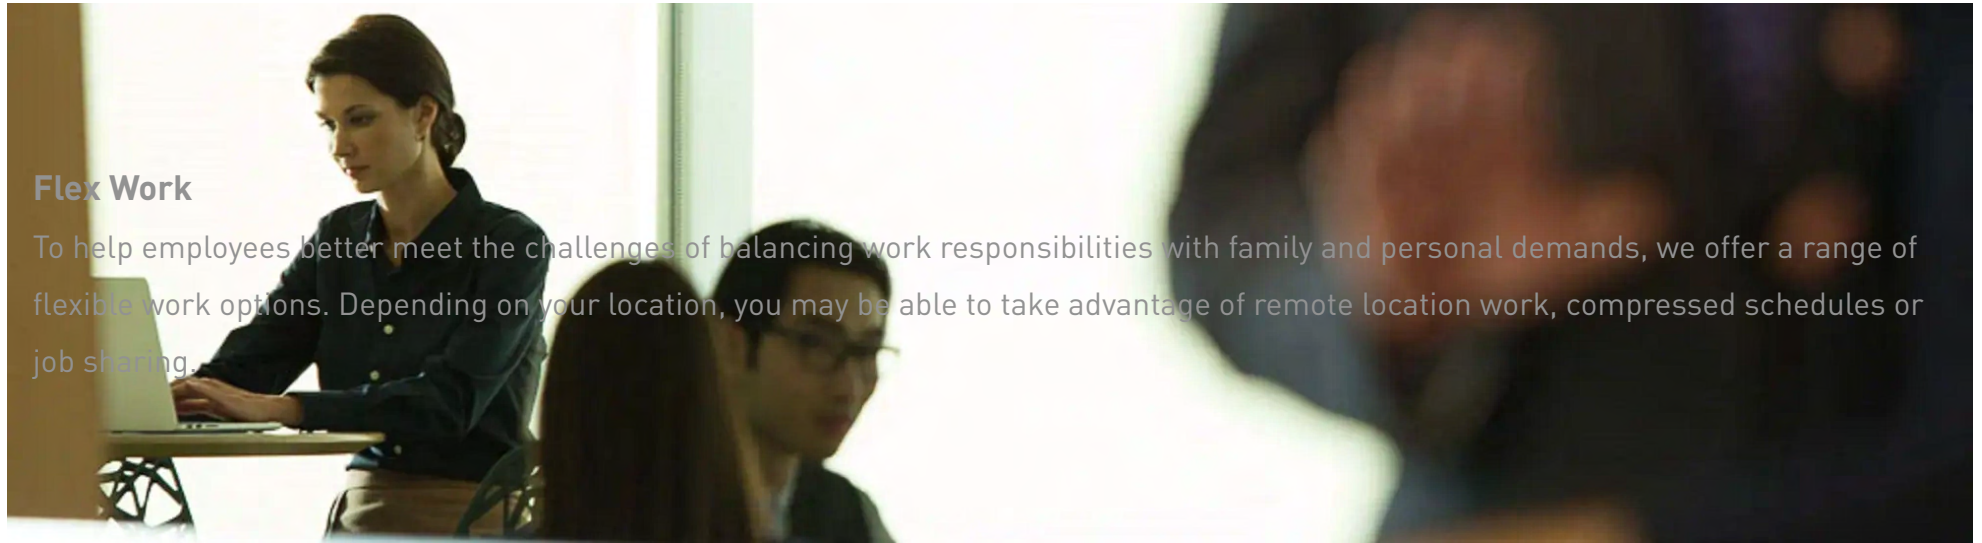 Flex Work
To help employees better meet the challenges of balancing work responsibilities with family and personal demands, we offer a range of
flexible work options. Depending on your location, you may be able to take advantage of remote location work, compressed schedules or
job sharing.